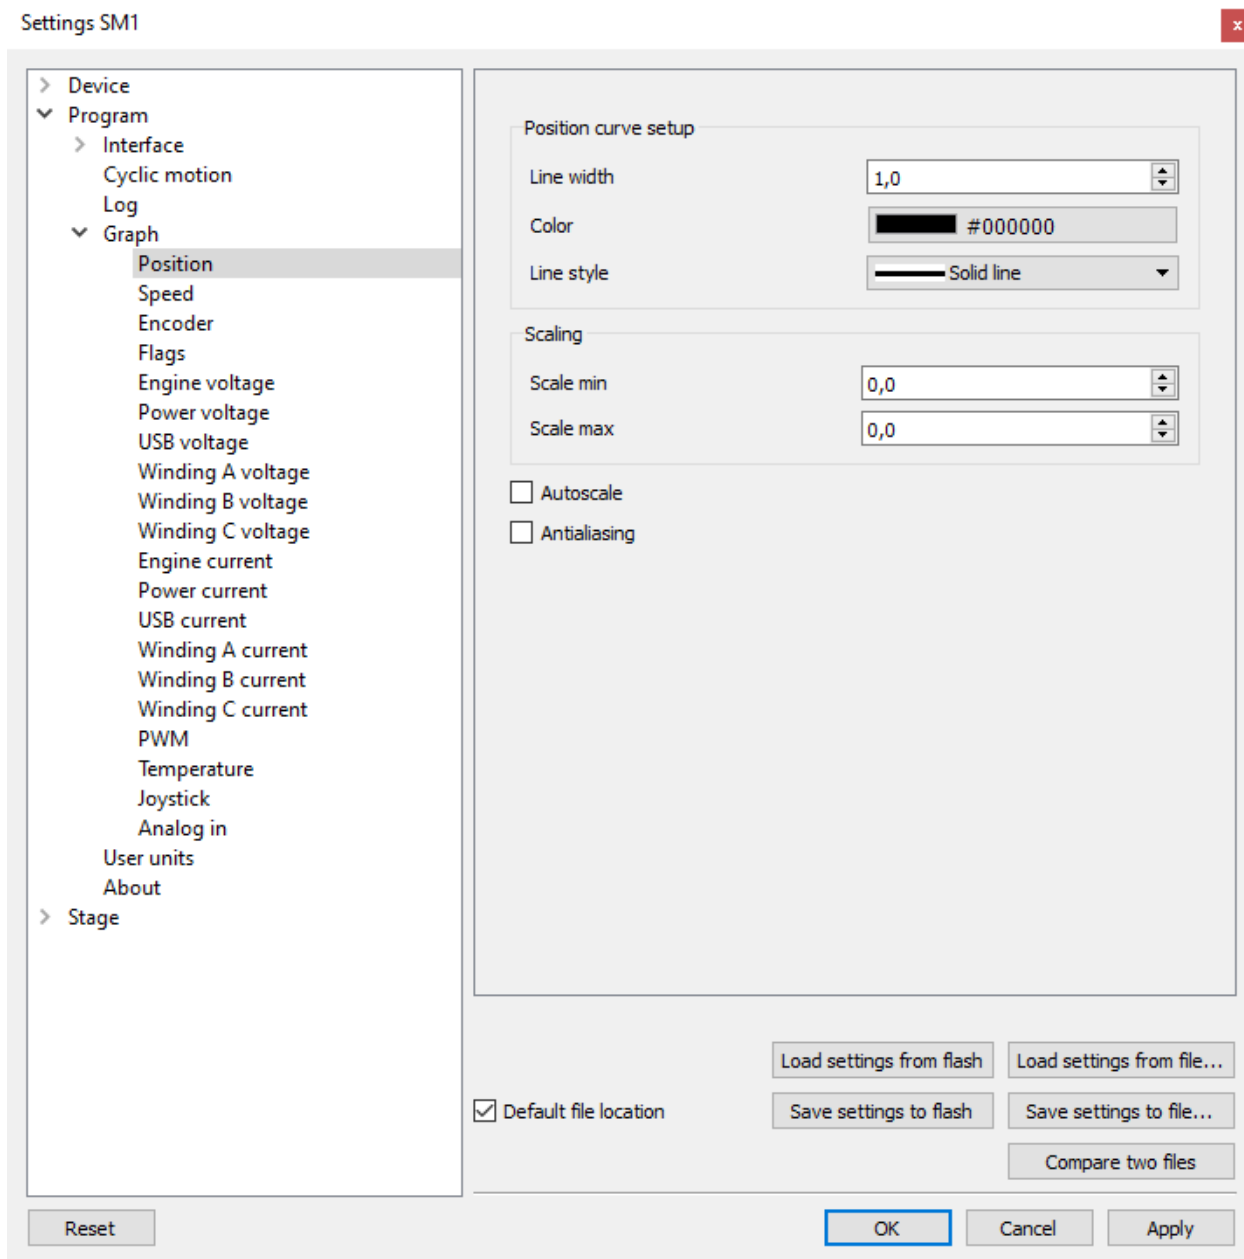 Settings SM1
x
Device
Program
Interface
Cyclic motion
Log
Graph
Position
Speed
Encoder
Flags
Engine voltage
Power voltage
USB voltage
Winding A voltage
Winding B voltage
Winding C voltage
Engine current
Power current
USB current
Winding A current
Winding B current
Winding C current
PWM
Temperature
Joystick
Analog in
User units
About
Stage
Position curve setup
Line width 1,0
Color #000000
Line style Solid line
Scaling
Scale min 0,0
Scale max 0,0
Autoscale
Antialiasing
Load settings from flash Load settings from file...
Default file location Save settings to flash Save settings to file...
Compare two files
Reset OK Cancel Apply